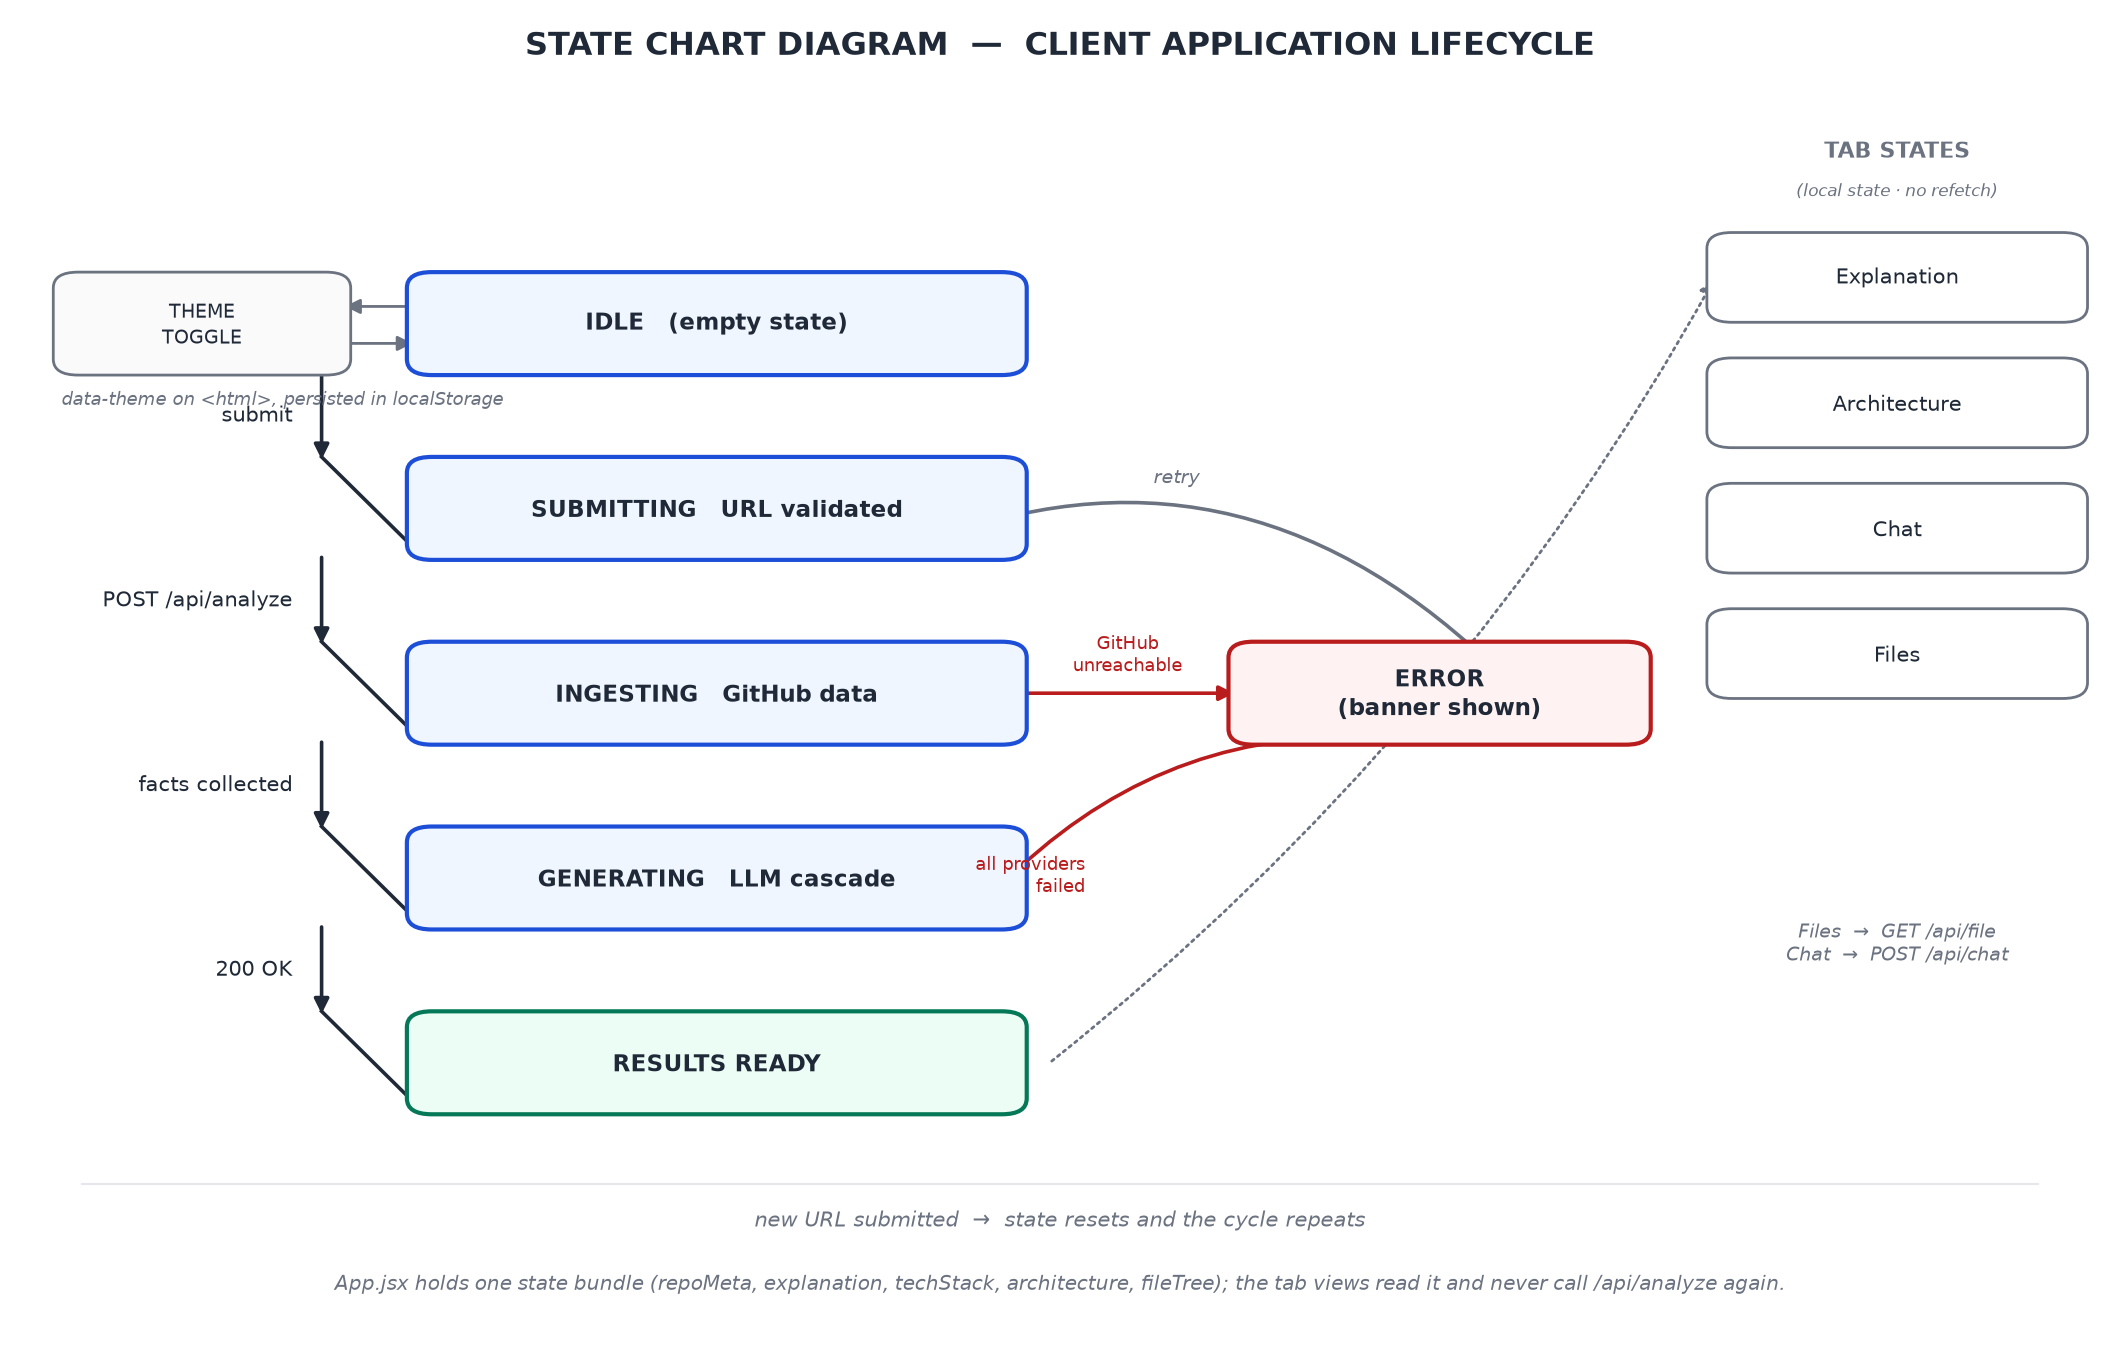 STATE CHART DIAGRAM — CLIENT APPLICATION LIFECYCLE
TAB STATES
(local state · no refetch)
Explanation
Architecture
Chat
Files
THEME
TOGGLE
IDLE (empty state)
data-theme on <html>, persisted in localStorage
submit
SUBMITTING URL validated
retry
POST /api/analyze
INGESTING GitHub data
GitHub
unreachable
ERROR
(banner shown)
facts collected
GENERATING LLM cascade
all providers
failed
Files → GET /api/file
Chat → POST /api/chat
200 OK
RESULTS READY
new URL submitted → state resets and the cycle repeats
App.jsx holds one state bundle (repoMeta, explanation, techStack, architecture, fileTree); the tab views read it and never call /api/analyze again.